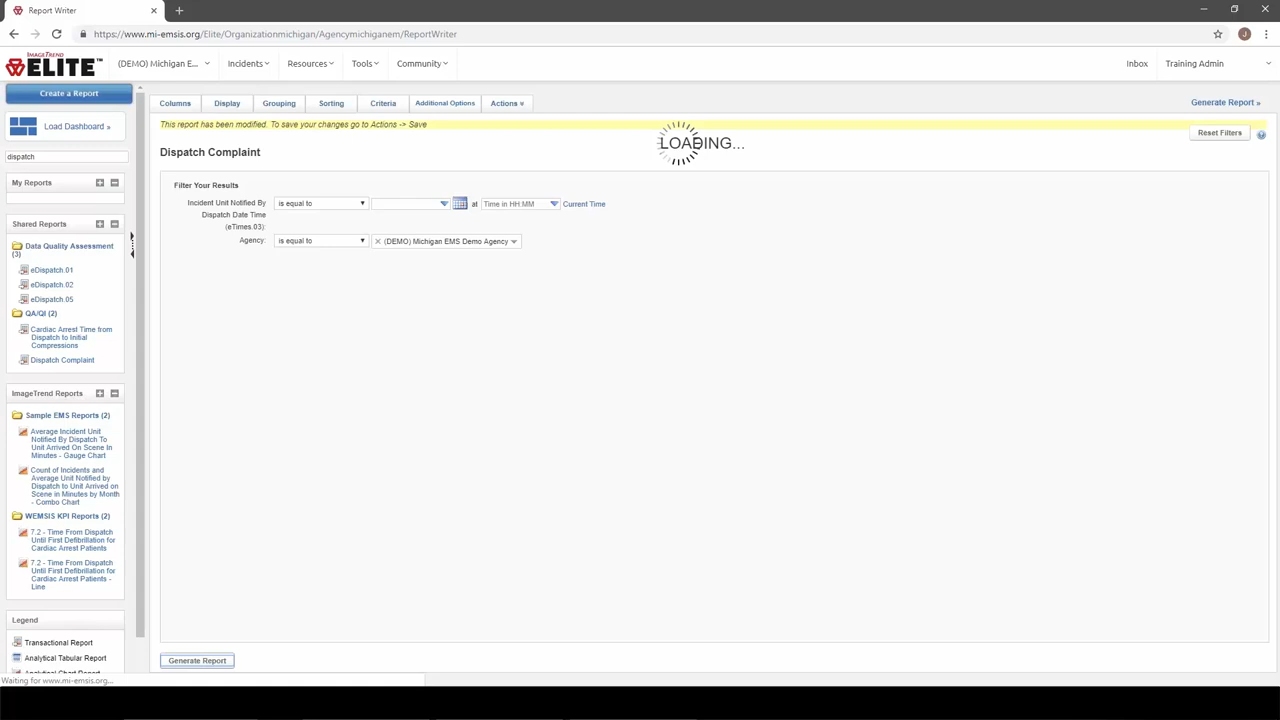 Report Writer
https://www.mi-emsis.org/Elite/Organizationmichigan/Agencymichiganem/ReportWriter
J
IMAGETREND
ELITE™
(DEMO) Michigan E...
Incidents
Resources
Tools
Community
Inbox
Training Admin
Create a Report
Load Dashboard »
dispatch
My Reports
Shared Reports
Data Quality Assessment
(3)
eDispatch.01
eDispatch.02
eDispatch.05
QA/QI (2)
Cardiac Arrest Time from
Dispatch to Initial
Compressions
Dispatch Complaint
ImageTrend Reports
Sample EMS Reports (2)
Average Incident Unit
Notified By Dispatch To
Unit Arrived On Scene In
Minutes - Gauge Chart
Count of Incidents and
Average Unit Notified by
Dispatch to Unit Arrived on
Scene in Minutes by Month
- Combo Chart
WEMSIS KPI Reports (2)
7.2 - Time From Dispatch
Until First Defibrillation for
Cardiac Arrest Patients
7.2 - Time From Dispatch
Until First Defibrillation for
Cardiac Arrest Patients -
Line
Legend
Transactional Report
Analytical Tabular Report
Analytical Chart Report
Waiting for www.mi-emsis.org...
Columns
Display
Grouping
Sorting
Criteria
Additional Options
Actions
Generate Report »
This report has been modified. To save your changes go to Actions -> Save
LOADING...
Reset Filters
Dispatch Complaint
Filter Your Results
Incident Unit Notified By
Dispatch Date Time
(eTimes.03):
is equal to
at
Time in HH:MM
Current Time
Agency:
is equal to
(DEMO) Michigan EMS Demo Agency
Generate Report